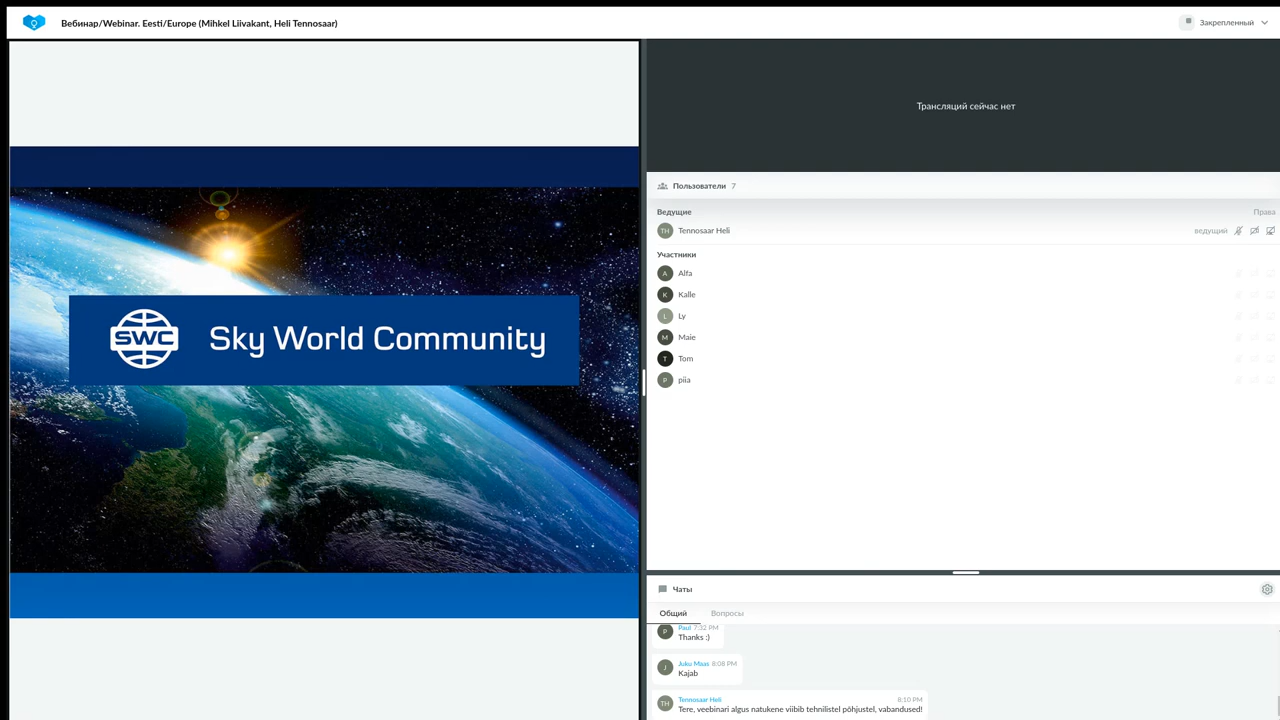 Вебинар/Webinar. Eesti/Europe (Mihkel Liivakant, Heli Tennosaar)
Закрепленный
Трансляций сейчас нет
SWC Sky World Community
Пользователи 7
Ведущие Права
TH Tennosaar Heli ведущий
Участники
A Alfa
K Kalle
L Ly
M Maie
T Tom
P piia
Чаты
Общий Вопросы
Paul 7:32 PM
P Thanks :)
Juku Maas 8:08 PM
J Kajab
Tennosaar Heli 8:10 PM
TH Tere, veebinari algus natukene viibib tehnilistel põhjustel, vabandused!